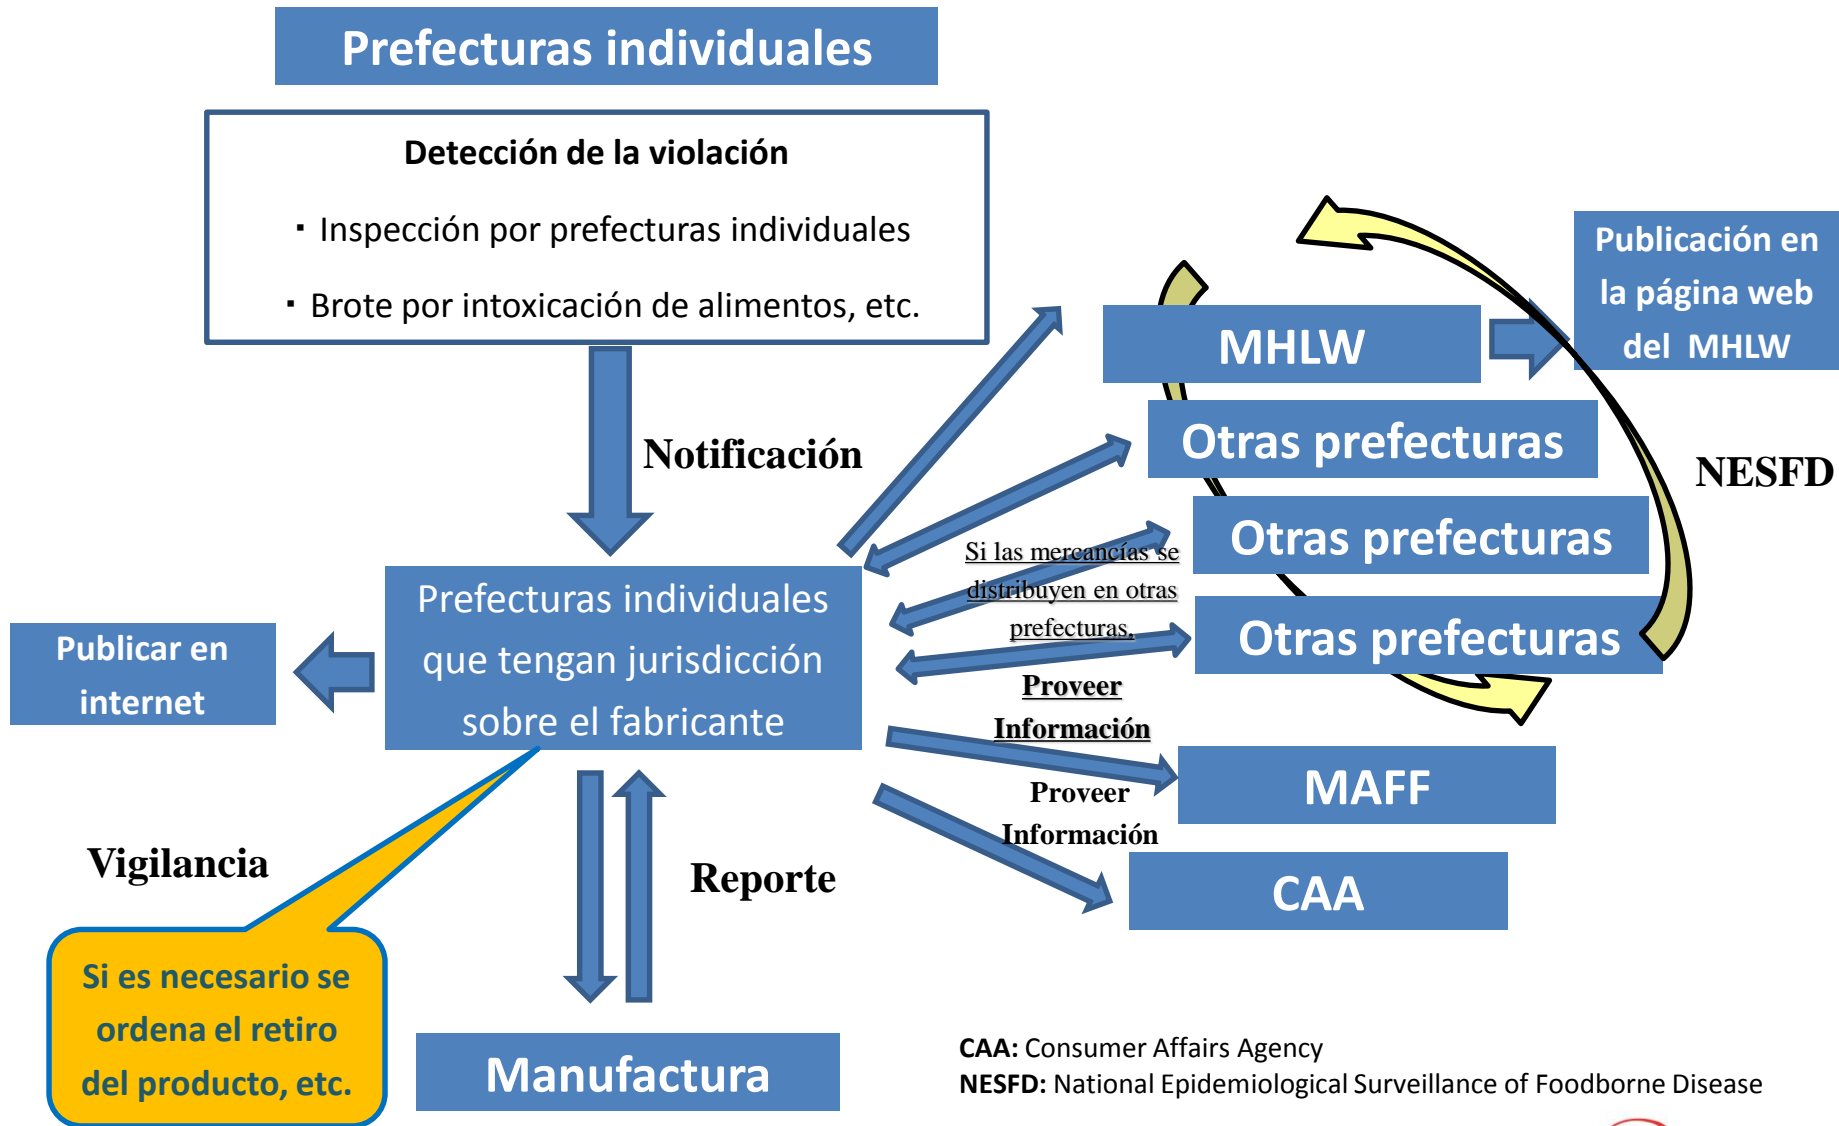 Prefecturas individuales
Detección de la violación
▪ Inspección por prefecturas individuales
▪ Brote por intoxicación de alimentos, etc.
Notificación
MHLW
Publicación en
la página web
del MHLW
Otras prefecturas
Otras prefecturas
Otras prefecturas
NESFD
Si las mercancías se
distribuyen en otras
prefecturas,
Proveer
Información
Prefecturas individuales
que tengan jurisdicción
sobre el fabricante
Publicar en
internet
MAFF
Proveer
Información
CAA
Vigilancia
Reporte
Si es necesario se
ordena el retiro
del producto, etc.
Manufactura
CAA: Consumer Affairs Agency
NESFD: National Epidemiological Surveillance of Foodborne Disease